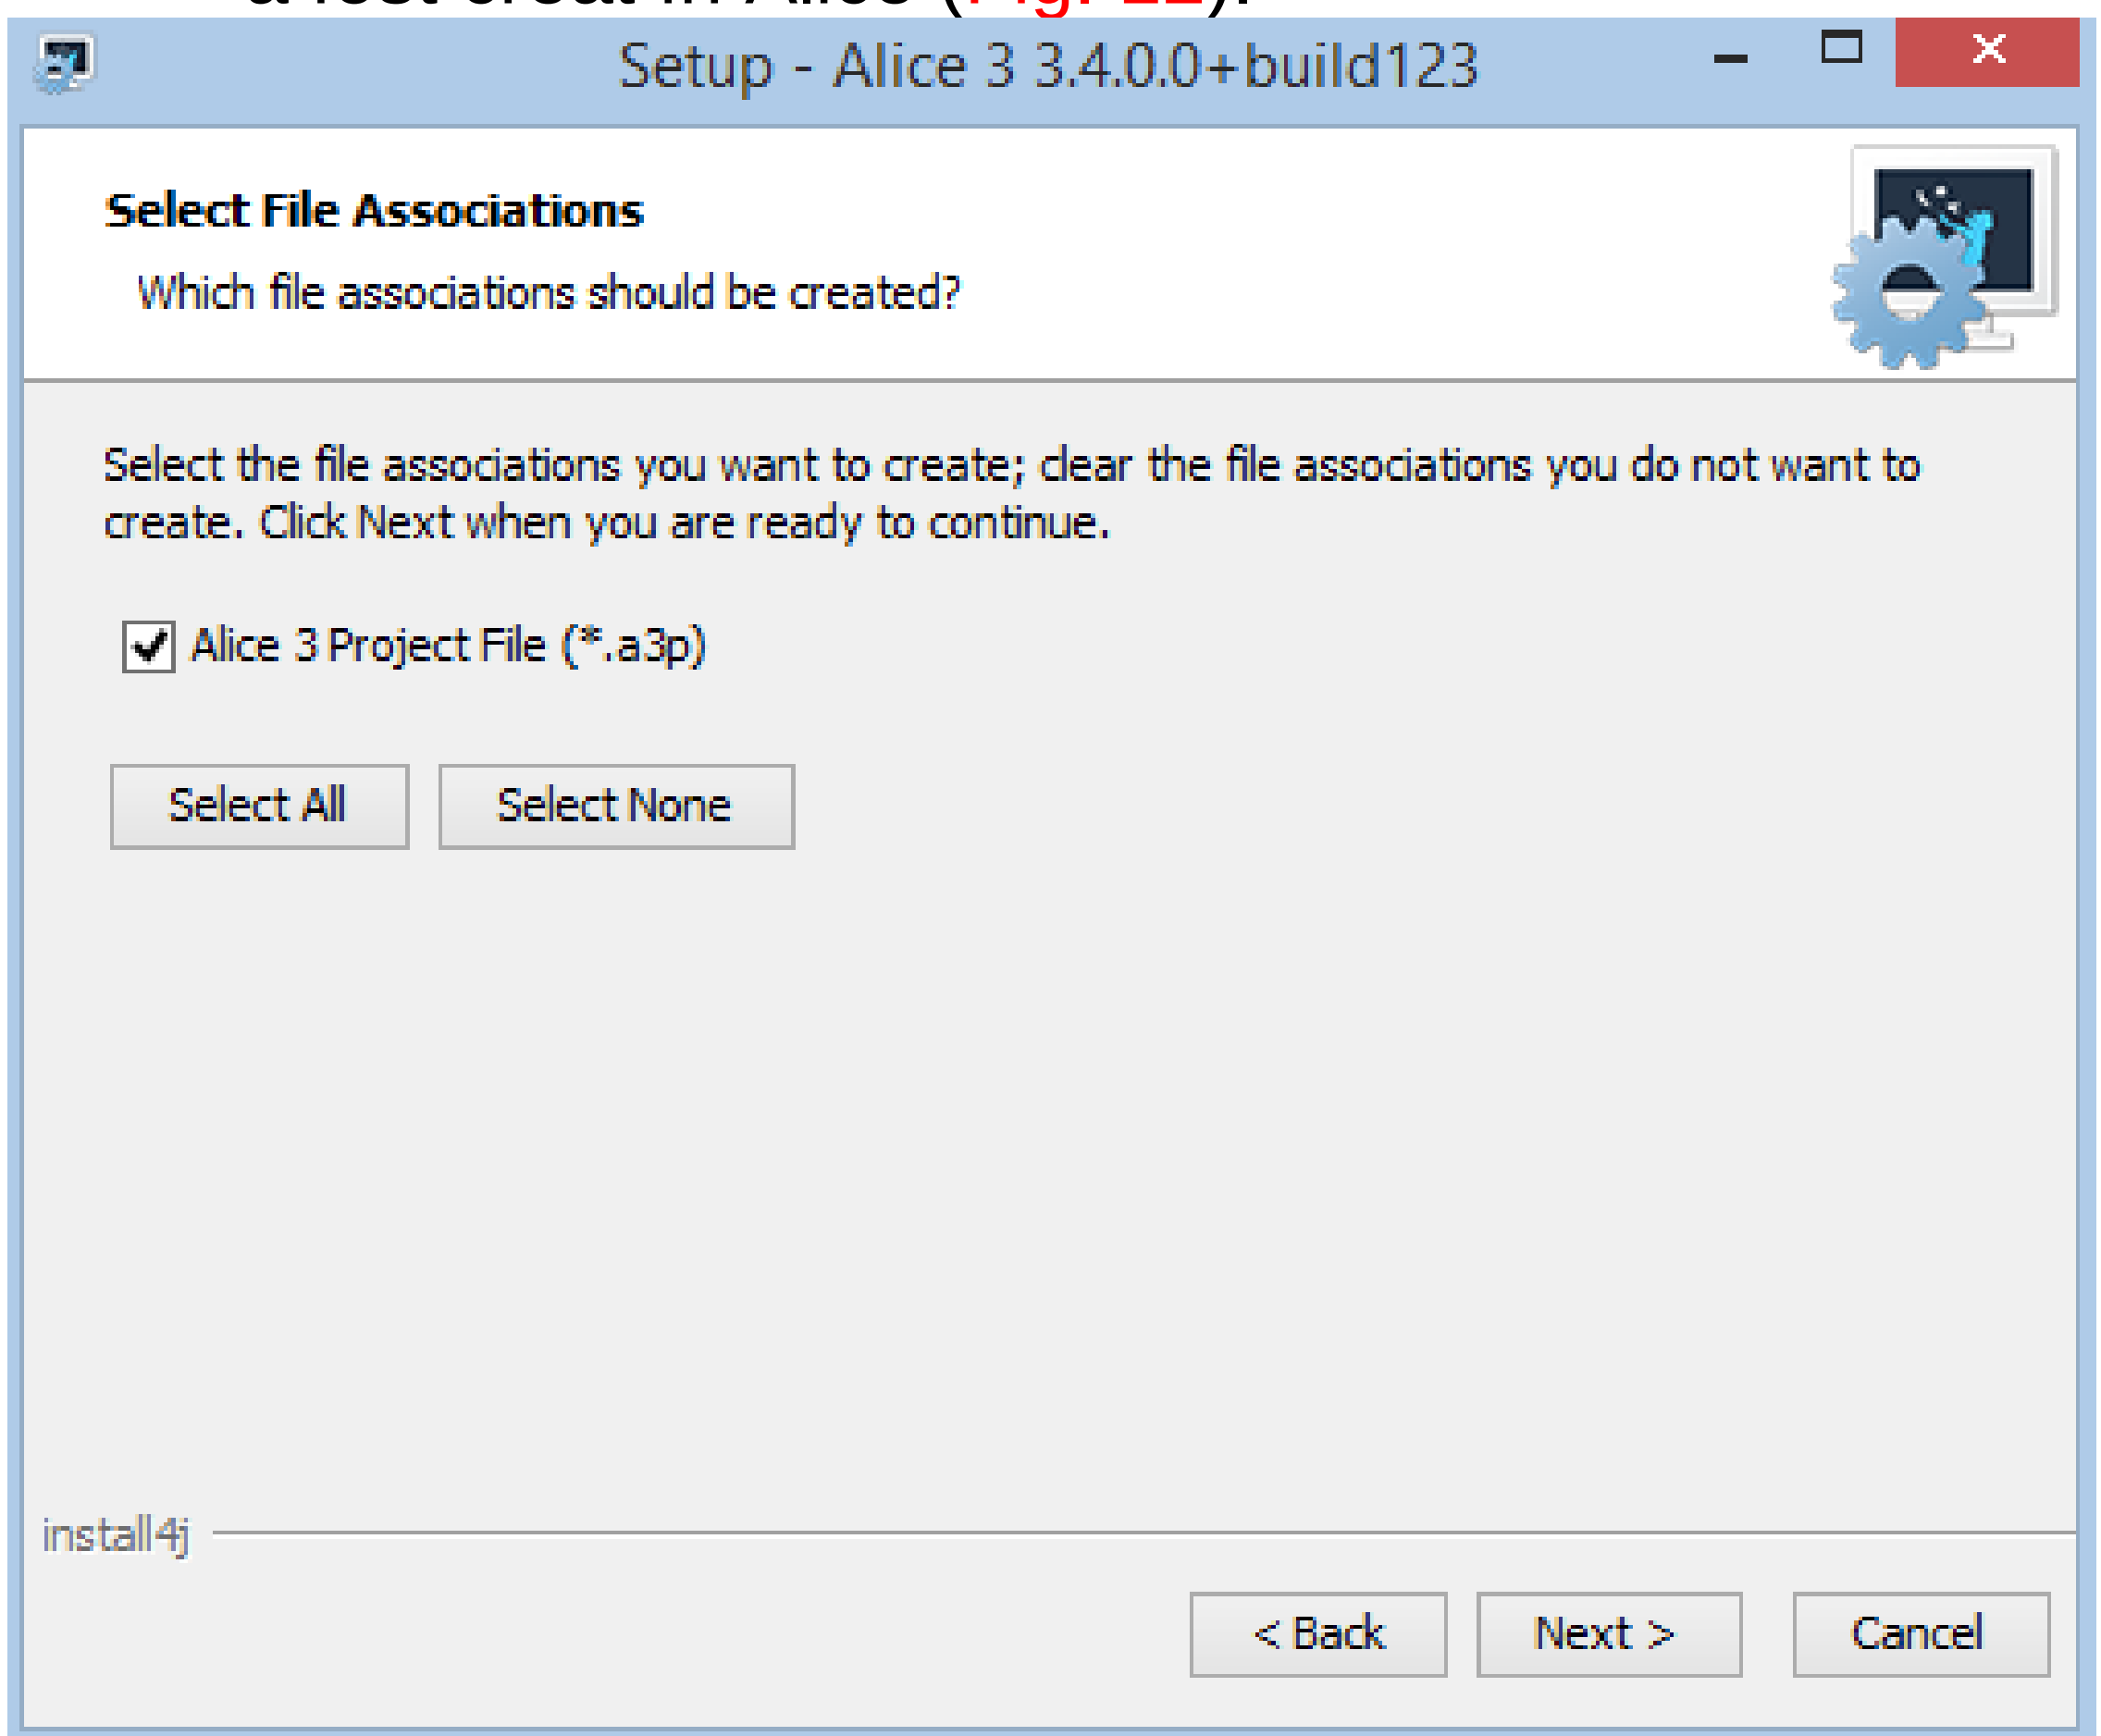 in Alice (
Setup - Alice 3 3.4.0.0+build123
Select File Associations
Which file associations should be created?
Select the file associations you want to create; clear the file associations you do not want to
create. Click Next when you are ready to continue.
Alice 3 Project File (*.a3p)
Select All Select None
install4j
< Back Next > Cancel